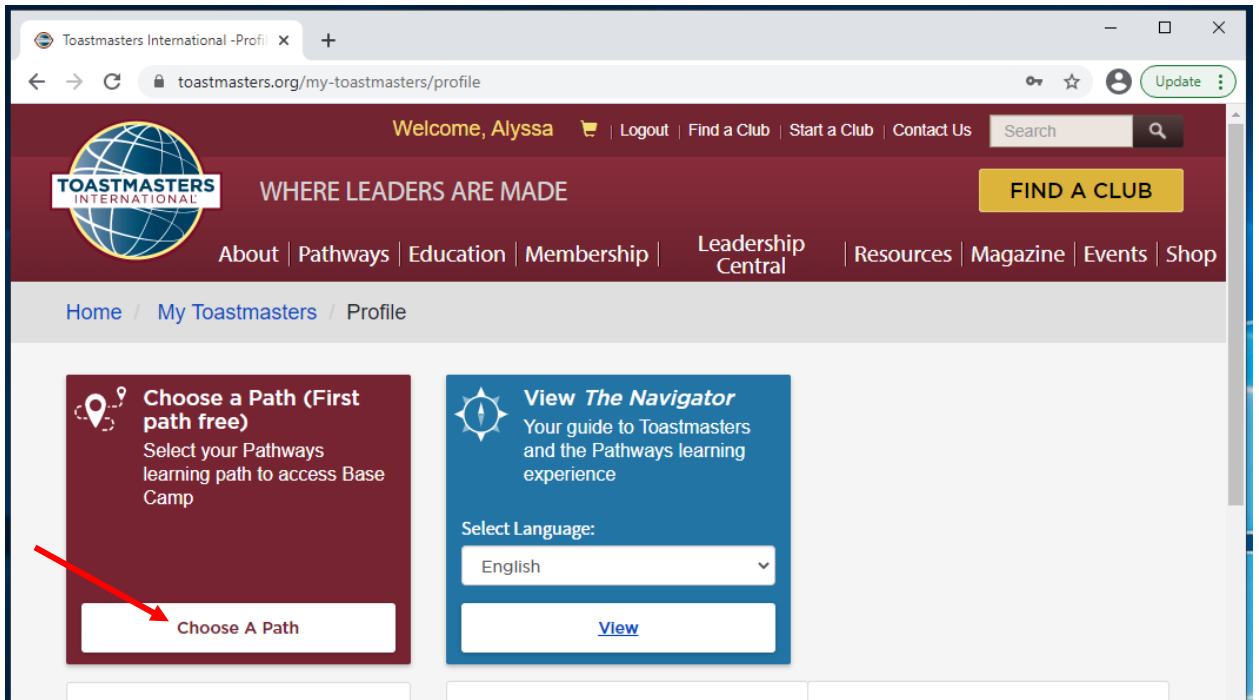 Toastmasters International -Profi
toastmasters.org/my-toastmasters/profile
Update
Welcome, Alyssa | Logout | Find a Club | Start a Club | Contact Us
Search
TOASTMASTERS
INTERNATIONAL
WHERE LEADERS ARE MADE
FIND A CLUB
About | Pathways | Education | Membership | Leadership Central | Resources | Magazine | Events | Shop
Home / My Toastmasters / Profile
Choose a Path (First
path free)
Select your Pathways
learning path to access Base
Camp
Choose A Path
View The Navigator
Your guide to Toastmasters
and the Pathways learning
experience
Select Language:
English
View